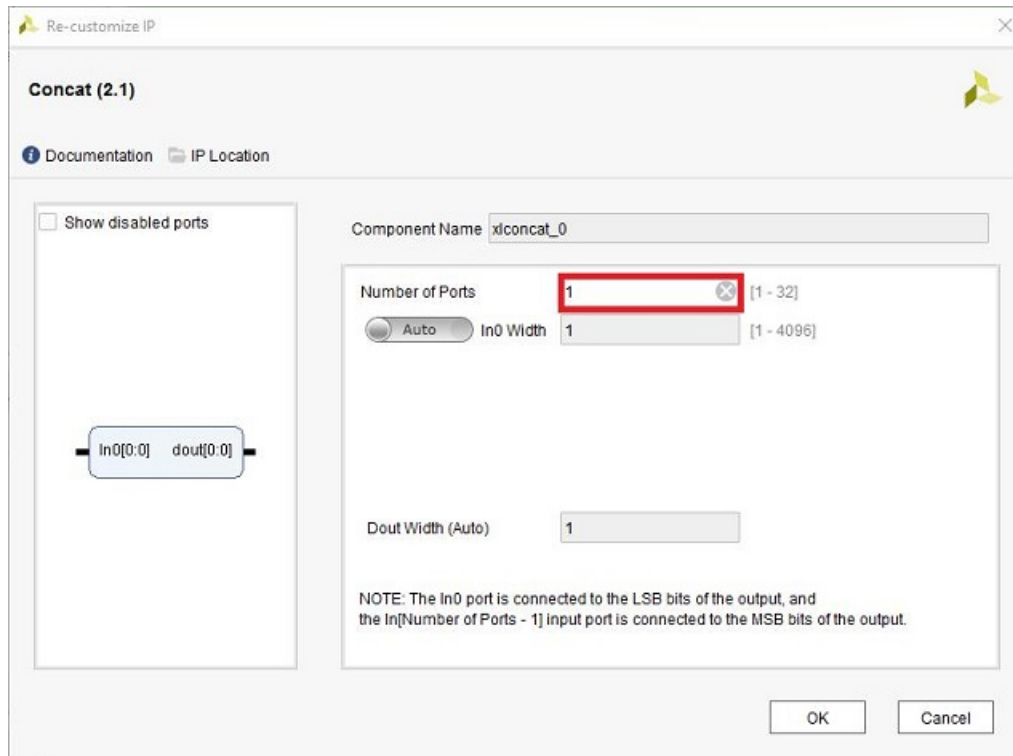 Re-customize IP
Concat (2.1)
Documentation IP Location
Show disabled ports
In0[0:0] dout[0:0]
Component Name xlconcat_0
Number of Ports 1 [1 - 32]
Auto In0 Width 1 [1 - 4096]
Dout Width (Auto) 1
NOTE: The In0 port is connected to the LSB bits of the output, and
the In[Number of Ports - 1] input port is connected to the MSB bits of the output.
OK Cancel